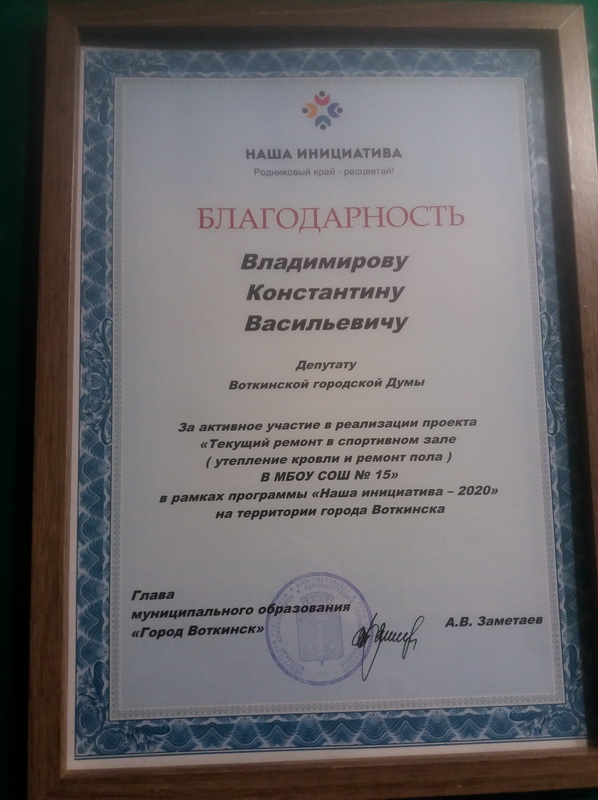 НАША ИНИЦИАТИВА
Родниковый край - расцветай!
БЛАГОДАРНОСТЬ
Владимирову
Константину
Васильевичу
Депутату
Воткинской городской Думы
За активное участие в реализации проекта
«Текущий ремонт в спортивном зале
( утепление кровли и ремонт пола )
В МБОУ СОШ № 15»
в рамках программы «Наша инициатива – 2020»
на территории города Воткинска
Глава
муниципального образования
«Город Воткинск»
А.В. Заметаев